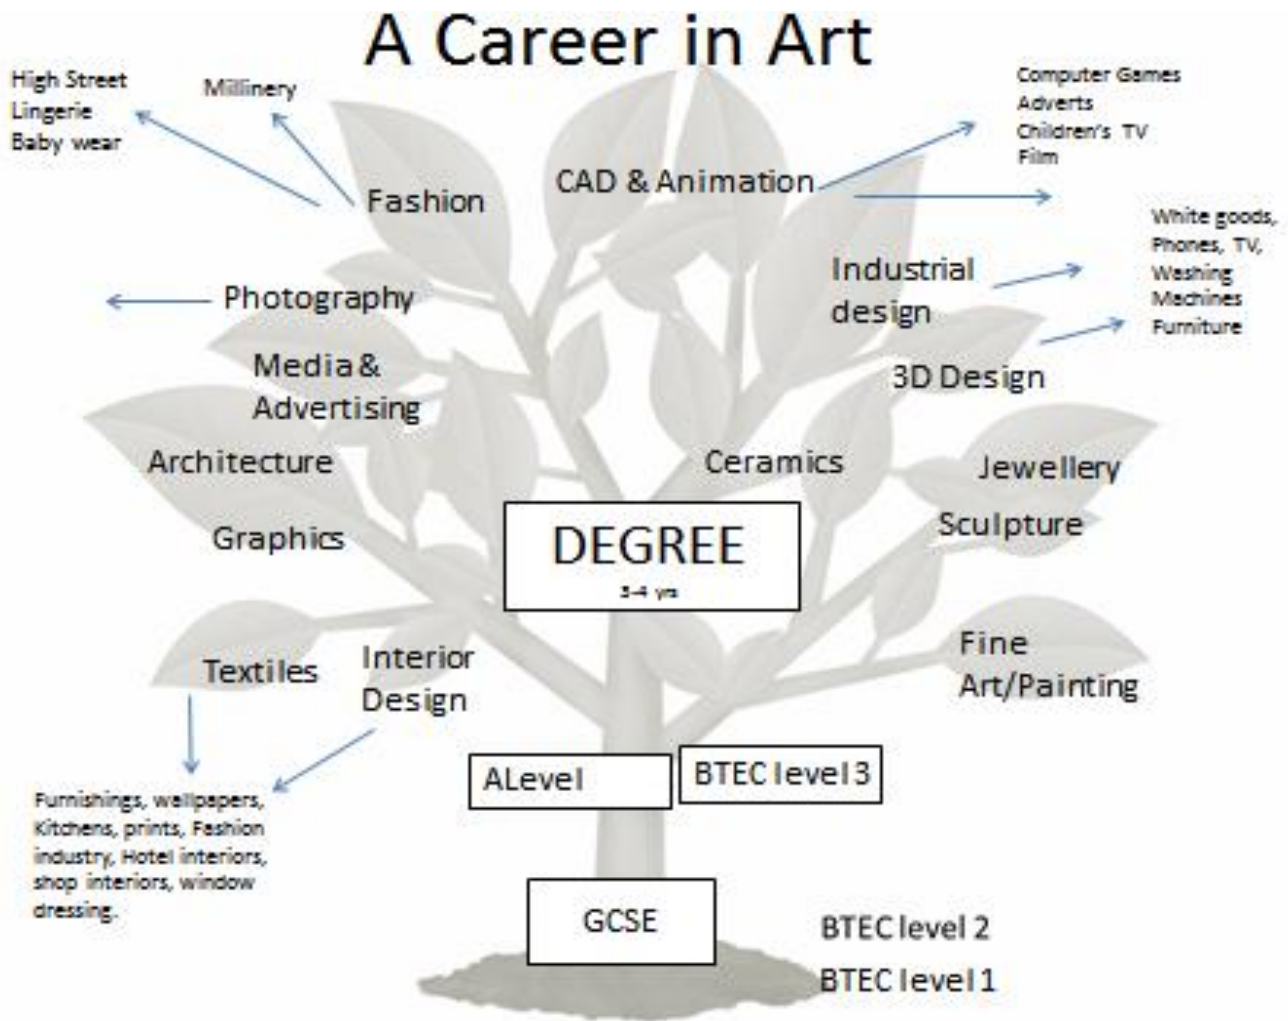 A Career in Art
High Street
Lingerie
Baby wear
Millinery
Computer Games
Adverts
Children's TV
Film
Fashion
CAD & Animation
White goods,
Phones, TV,
Washing
Machines
Furniture
Industrial
design
Photography
Media &
Advertising
3D Design
Architecture
Ceramics
Jewellery
Graphics
DEGREE
3-4 yrs
Sculpture
Textiles
Interior
Design
Fine
Art/Painting
ALevel
BTEC level 3
Furnishings, wallpapers,
Kitchens, prints, Fashion
industry, Hotel interiors,
shop interiors, window
dressing.
GCSE
BTEC level 2
BTEC level 1